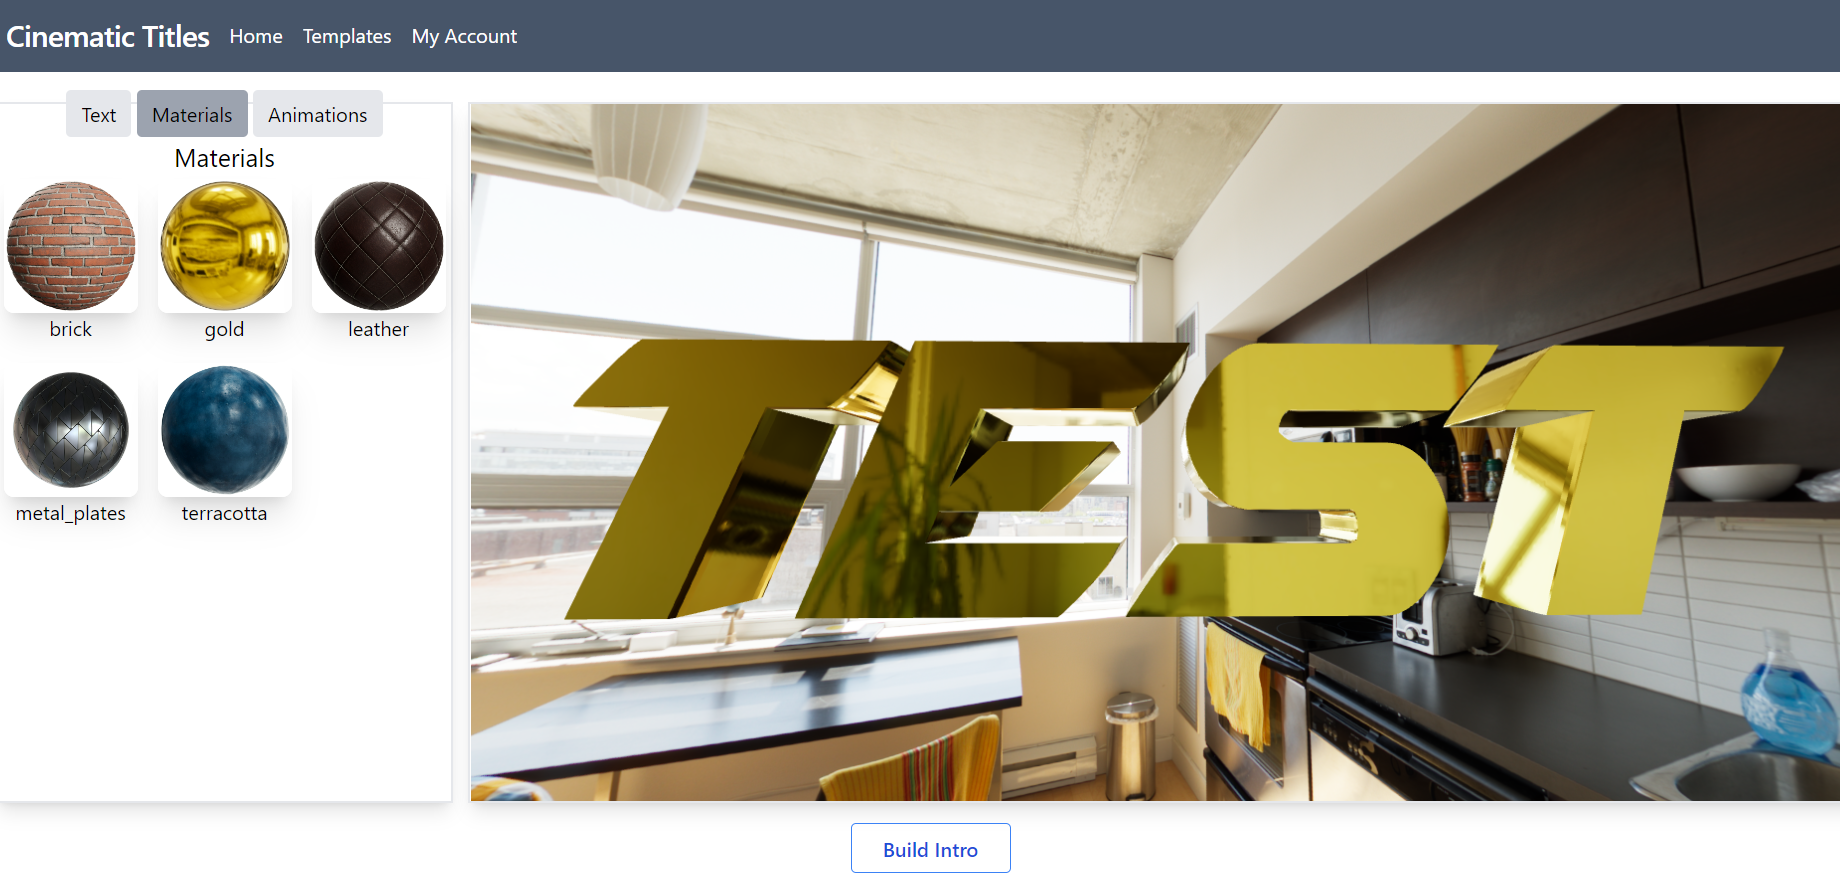 Cinematic Titles Home Templates My Account
Text Materials Animations
Materials
brick gold leather
metal_plates terracotta
TEST
Build Intro